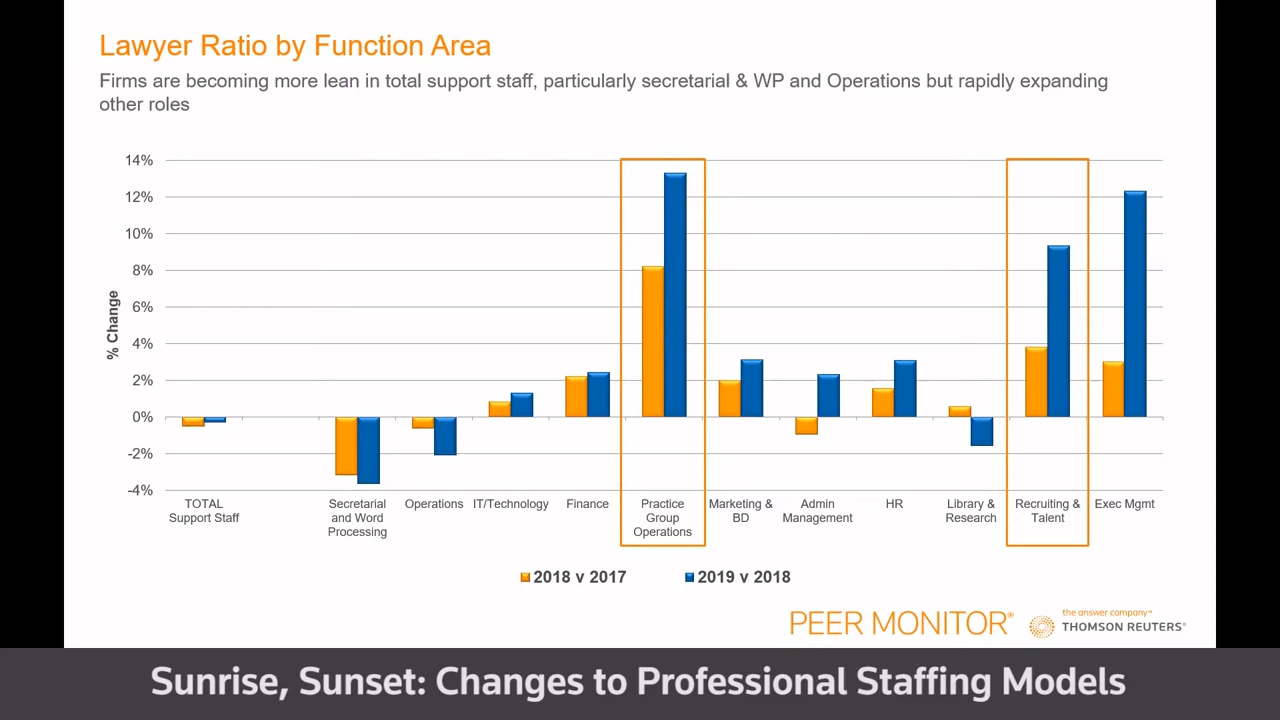 Lawyer Ratio by Function Area
Firms are becoming more lean in total support staff, particularly secretarial & WP and Operations but rapidly expanding
other roles
14%
12%
10%
8%
6%
4%
2%
0%
-2%
-4%
% Change
TOTAL
Support Staff
Secretarial
and Word
Processing
Operations
IT/Technology
Finance
Practice
Group
Operations
Marketing &
BD
Admin
Management
HR
Library &
Research
Recruiting &
Talent
Exec Mgmt
2018 v 2017
2019 v 2018
PEER MONITOR®
the answer company™
THOMSON REUTERS®
Sunrise, Sunset: Changes to Professional Staffing Models